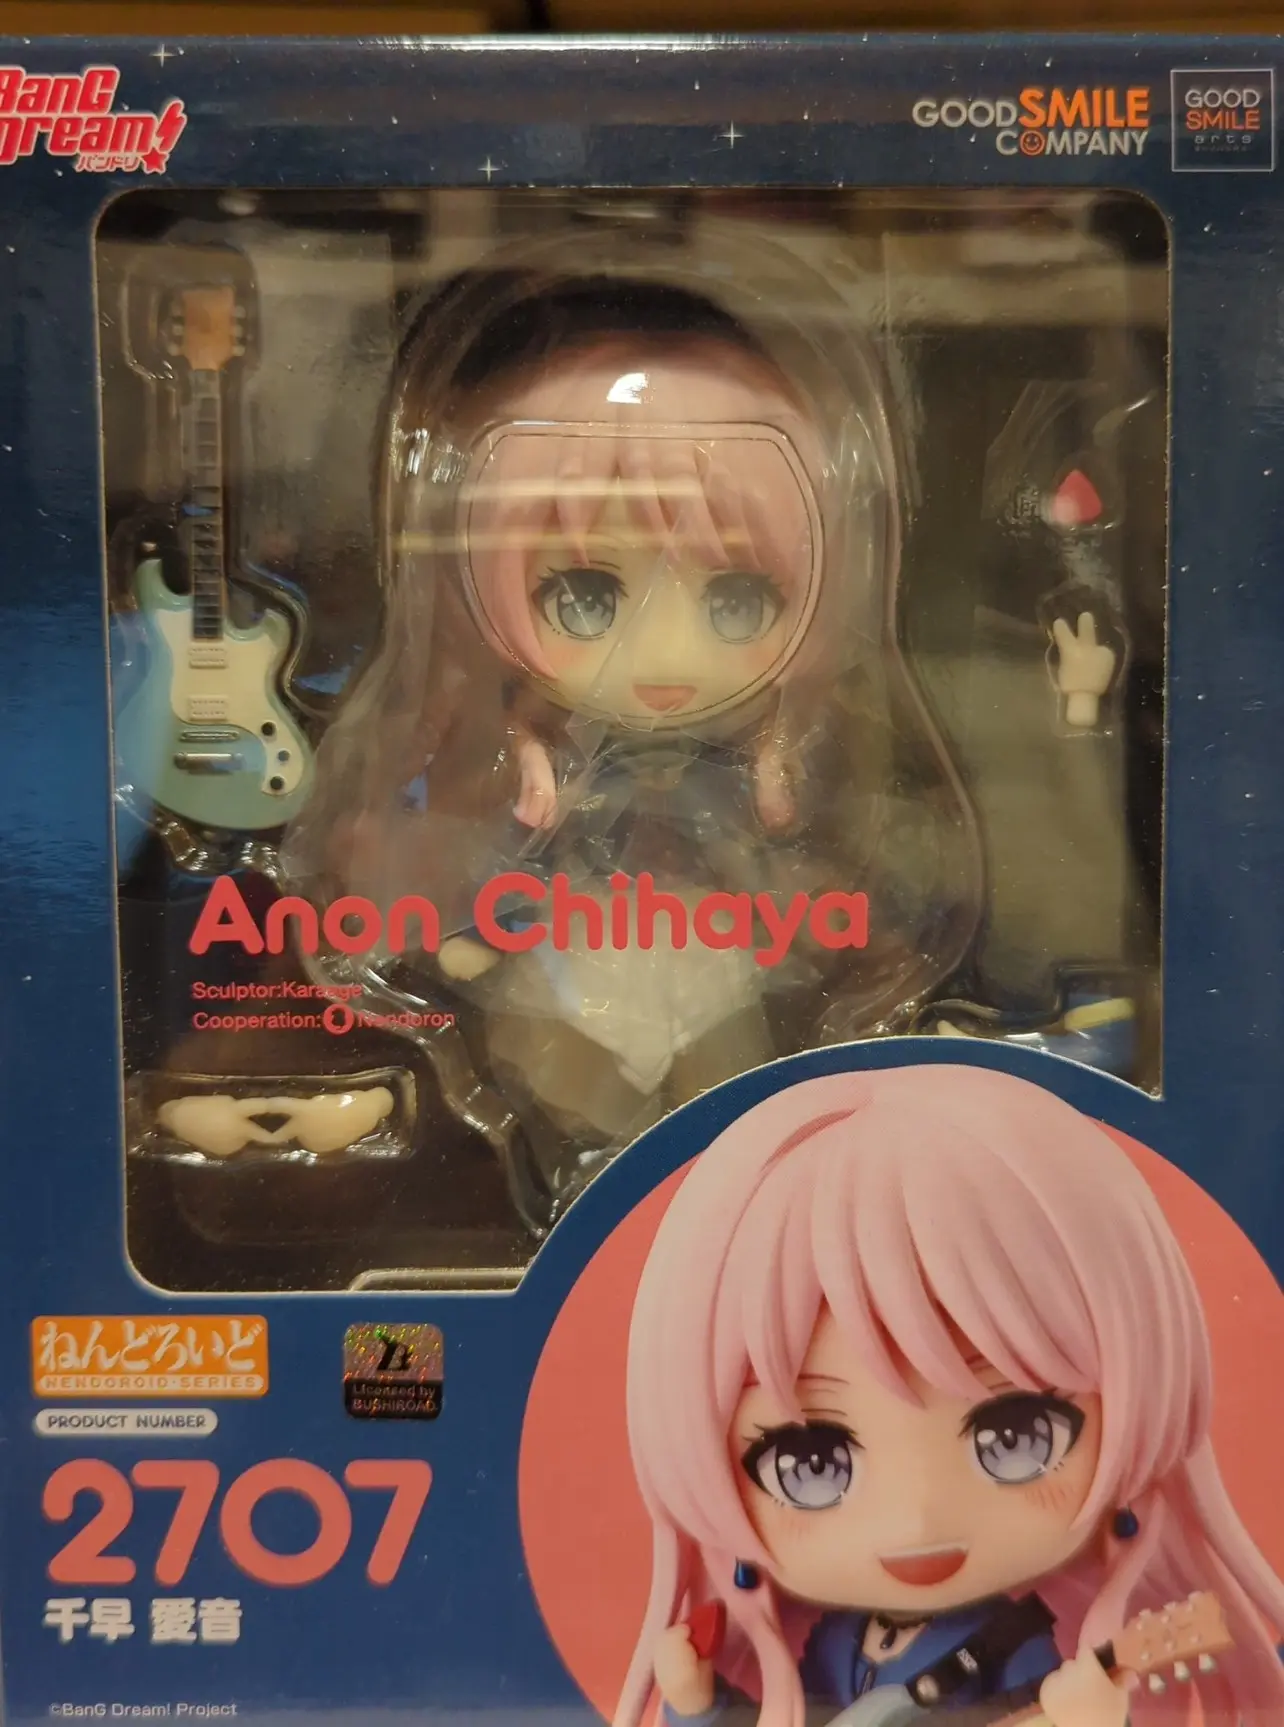 BanG
Dream!
バンドリ
GOOD SMILE
COMPANY
GOOD
SMILE
arts
Anon Chihaya
Sculptor:Karaage
Cooperation: Nendoron
ねんどろいど
NENDOROID·SERIES
PRODUCT NUMBER
2707
千早 愛音
B
Licensed by
BUSHIROAD
©BanG Dream! Project